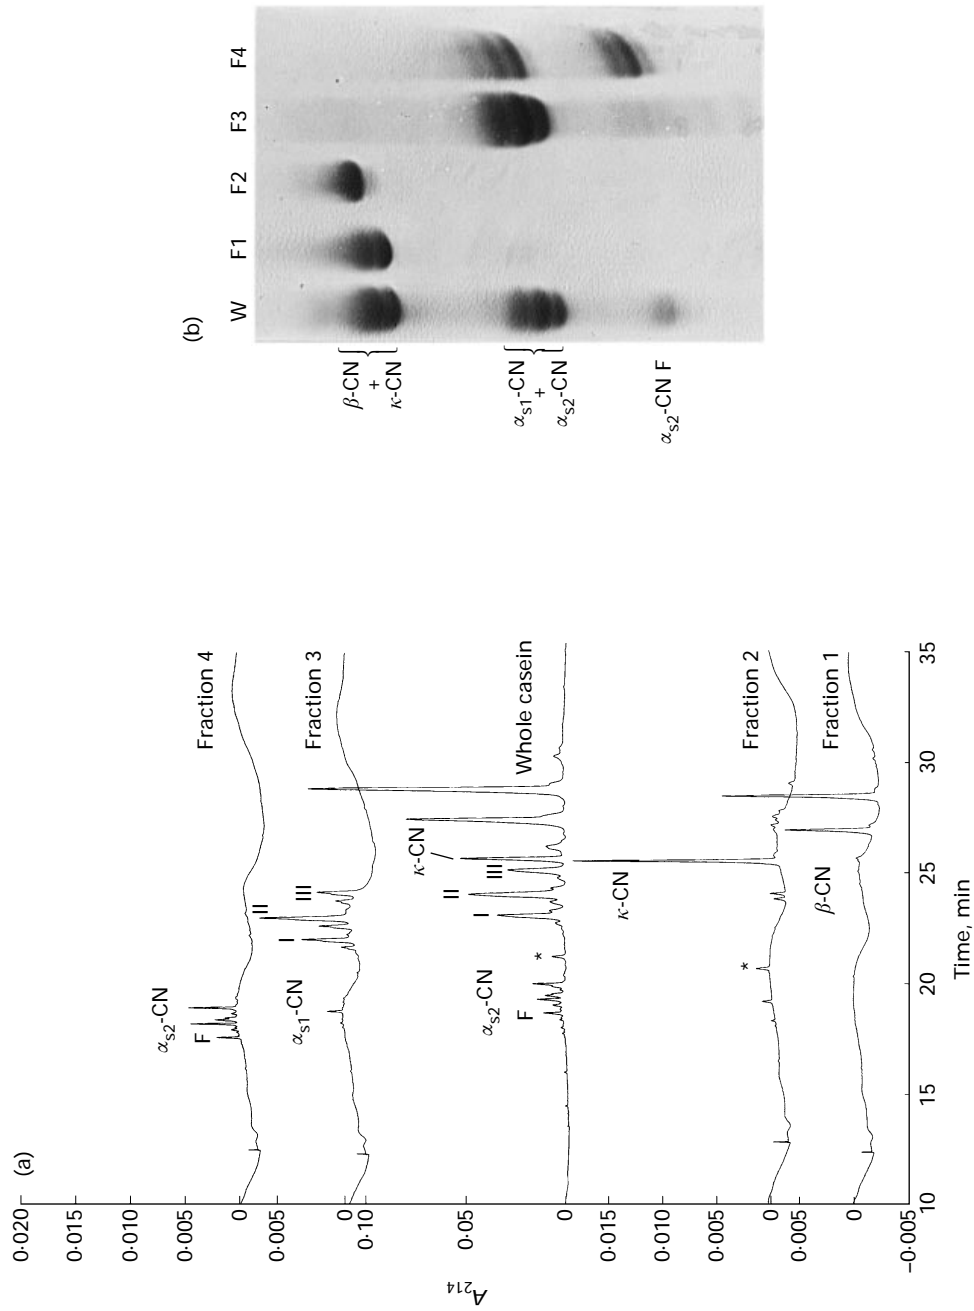 (a)
0·020
0·015
0·010
0·005
0
0·005
0
0·10
0·05
0
0·015
0·010
0·005
0
0·005
0
−0·005
A214
10
15
20
25
30
35
Time, min
Fraction 4
αs2-CN
F
Fraction 3
αs1-CN
I
II
III
Whole casein
αs2-CN
F
*
I
II
III
κ-CN
Fraction 2
*
κ-CN
Fraction 1
β-CN
(b)
W F1 F2 F3 F4
β-CN
+
κ-CN
αs1-CN
+
αs2-CN
αs2-CN F